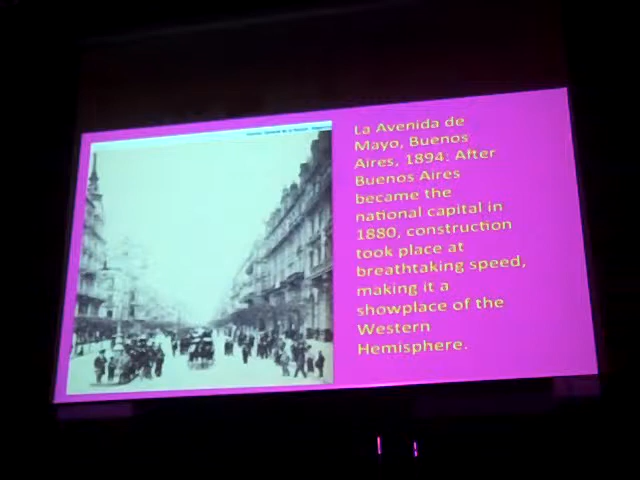 La Avenida de
Mayo, Buenos
Aires, 1894: After
Buenos Aires
became the
national capital in
1880, construction
took place at
breathtaking speed,
making it a
showplace of the
Western
Hemisphere.